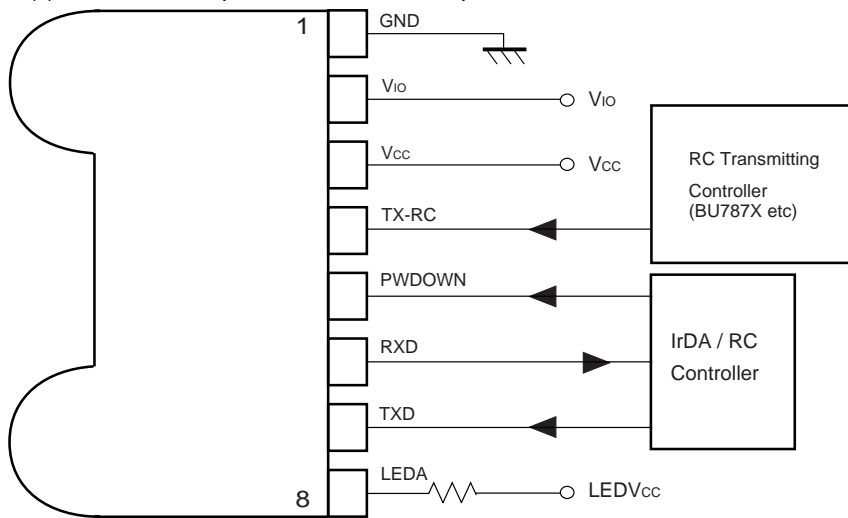 1
GND
VIO
VIO
VCC
VCC
RC Transmitting
Controller
(BU787X etc)
TX-RC
PWDOWN
IrDA / RC
Controller
RXD
TXD
LEDA
LEDVCC
8